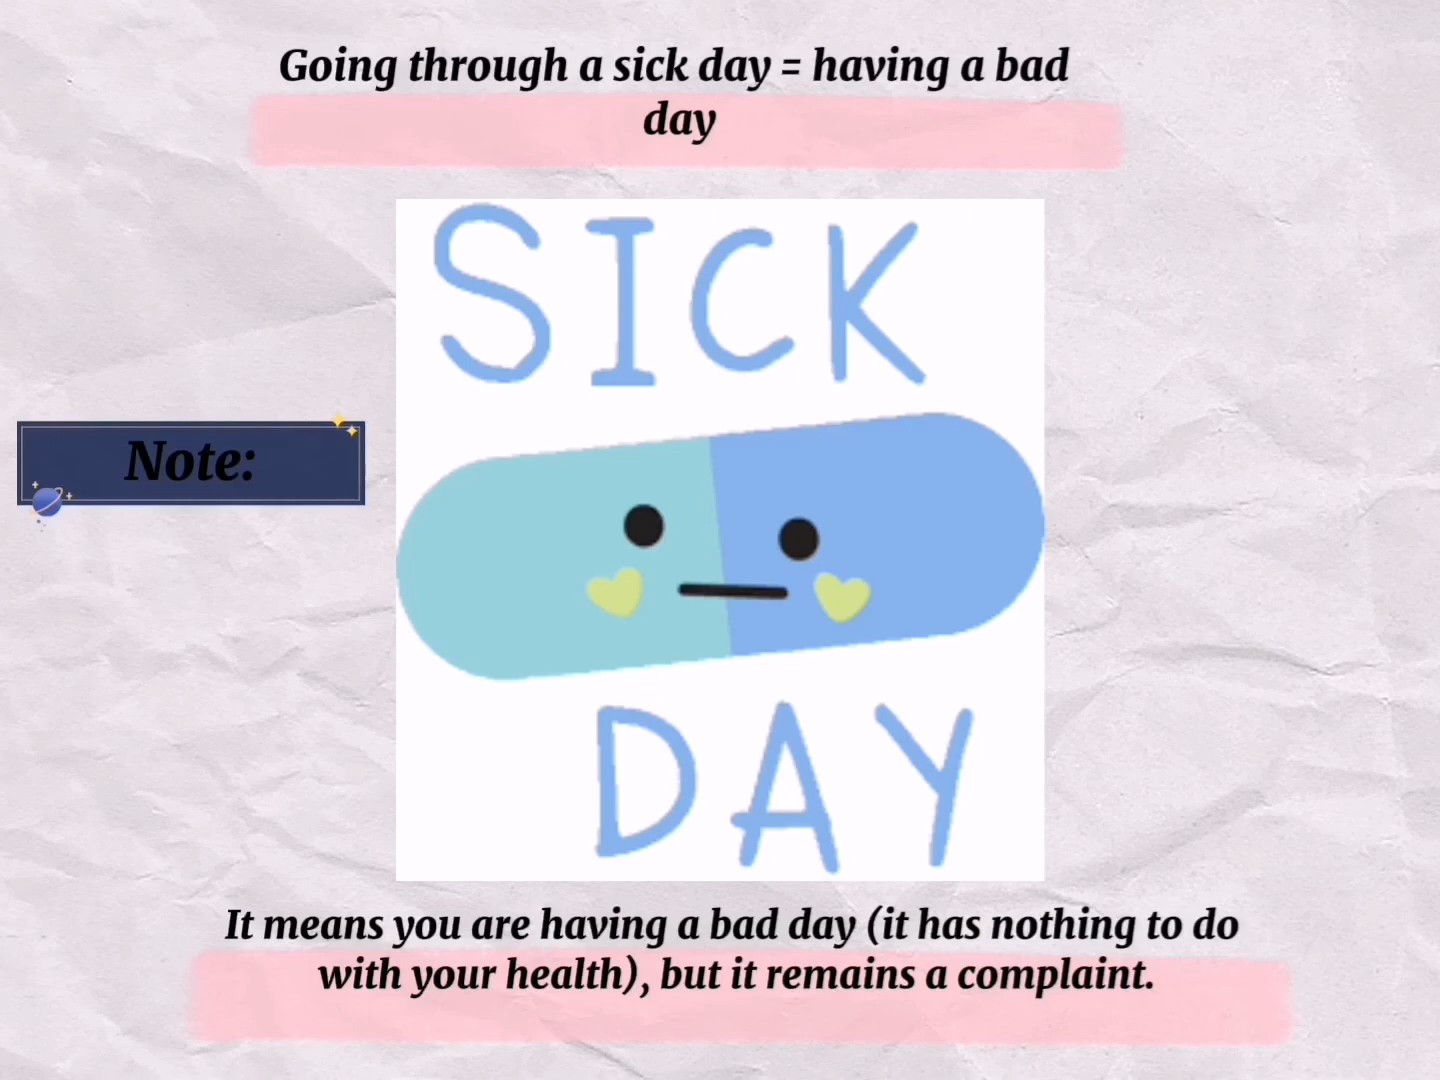 Going through a sick day = having a bad
day
SICK
Note:
DAY
It means you are having a bad day (it has nothing to do
with your health), but it remains a complaint.